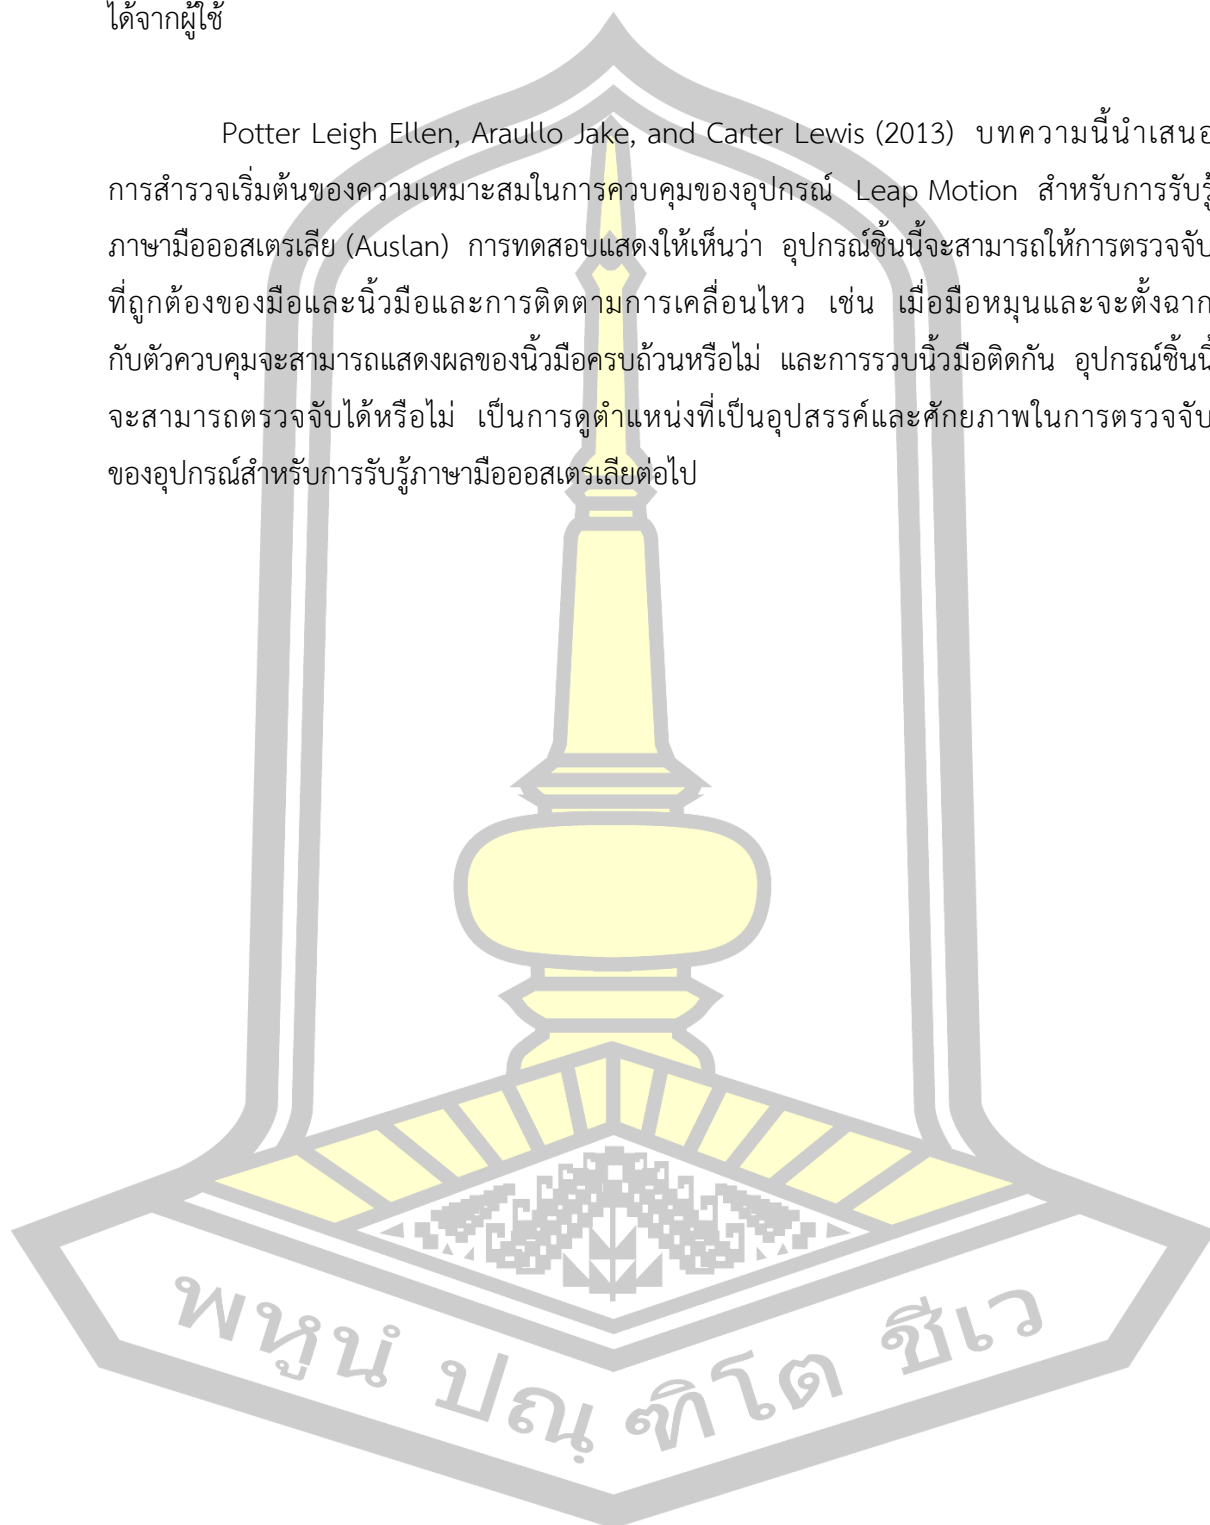 ได้จากผู้ใช้
Potter Leigh Ellen, Araullo Jake, and Carter Lewis (2013) บทความนี้นำเสนอ
การสำรวจเริ่มต้นของความเหมาะสมในการควบคุมของอุปกรณ์ Leap Motion สำหรับการรับรู้
ภาษามือออสเตรเลีย (Auslan) การทดสอบแสดงให้เห็นว่า อุปกรณ์ชิ้นนี้จะสามารถให้การตรวจจับ
ที่ถูกต้องของมือและนิ้วมือและการติดตามการเคลื่อนไหว เช่น เมื่อมือหมุนและจะตั้งฉาก
กับตัวควบคุมจะสามารถแสดงผลของนิ้วมือครบถ้วนหรือไม่ และการรวบนิ้วมือติดกัน อุปกรณ์ชิ้นนี้
จะสามารถตรวจจับได้หรือไม่ เป็นการดูตำแหน่งที่เป็นอุปสรรคและศักยภาพในการตรวจจับ
ของอุปกรณ์สำหรับการรับรู้ภาษามือออสเตรเลียต่อไป
พหูนํ ปณฺฑิโต ชีเว